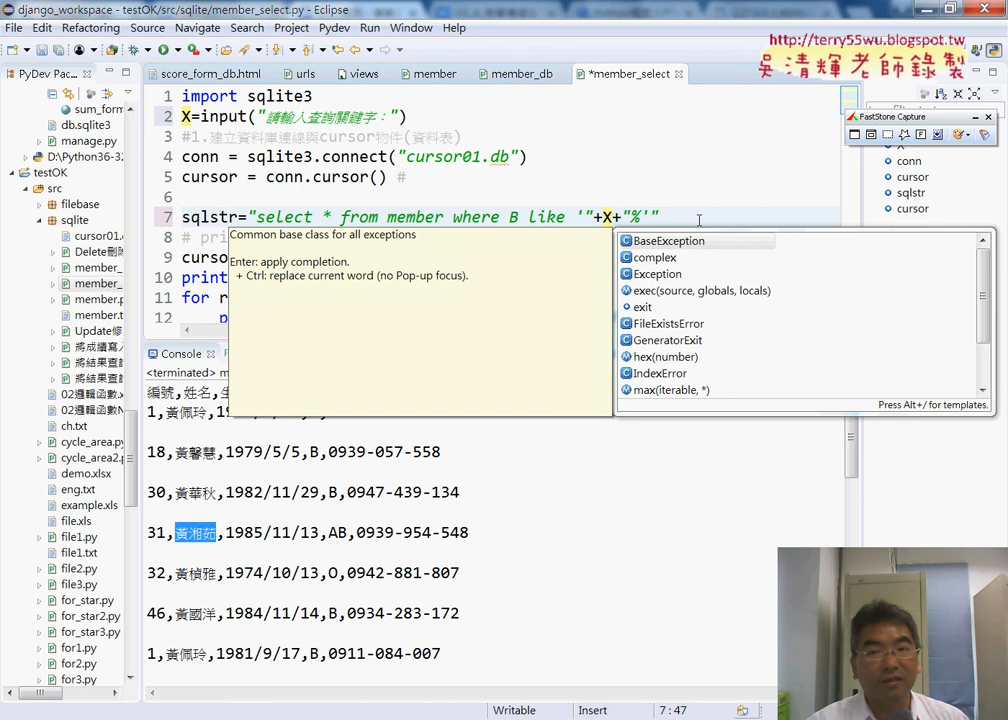 django_workspace - testOK/src/sqlite/member_select.py - Eclipse
File Edit Refactoring Source Navigate Search Project Pydev Run Window Help
http://terry55wu.blogspot.tw
吳清輝老師錄製
PyDev Pac
score_form_db.html urls views member member_db *member_select
FastStone Capture
sum_form
db.sqlite3
manage.py
D:\Python36-32
testOK
src
filebase
sqlite
cursor01.
Delete刪除
member_
member_
member.p
member.t
Update修
將成績寫入
將結果查詢
將結果查詢
02邏輯函數.x
02邏輯函數N
ch.txt
cycle_area.py
cycle_area2.p
demo.xlsx
eng.txt
example.xls
file.xls
file1.py
file1.txt
file2.py
file3.py
for_star.py
for_star2.py
for_star3.py
for1.py
for2.py
for3.py
1 import sqlite3
2 X=input("請輸入查詢關鍵字：")
3 #1.建立資料庫連線與cursor物件(資料表)
4 conn = sqlite3.connect("cursor01.db")
5 cursor = conn.cursor() #
6
7 sqlstr="select * from member where B like '"+X+"%'"
8 # pri
9 curso
10 print
11 for r
12 p
X
conn
cursor
sqlstr
cursor
Common base class for all exceptions
Enter: apply completion.
+ Ctrl: replace current word (no Pop-up focus).
BaseException
complex
Exception
exec(source, globals, locals)
exit
FileExistsError
GeneratorExit
hex(number)
IndexError
max(iterable, *)
Press Alt+/ for templates.
Console
<terminated> m
編號,姓名,生
1,黃佩玲,19
18,黃馨慧,1979/5/5,B,0939-057-558
30,黃華秋,1982/11/29,B,0947-439-134
31,黃湘茹,1985/11/13,AB,0939-954-548
32,黃楨雅,1974/10/13,O,0942-881-807
46,黃國洋,1984/11/14,B,0934-283-172
1,黃佩玲,1981/9/17,B,0911-084-007
Writable Insert 7:47